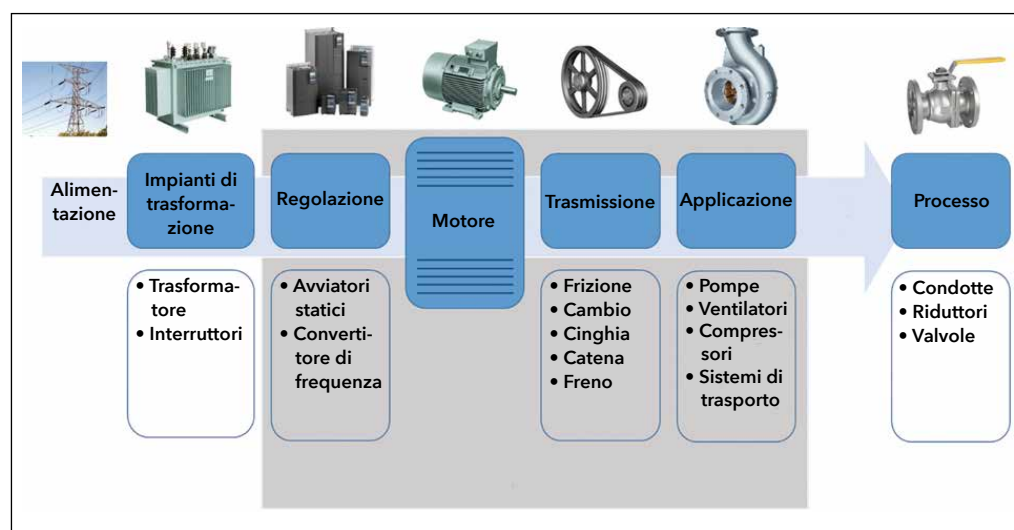 Alimen-
tazione
Impianti di
trasforma-
zione
Regolazione
Motore
Trasmissione
Applicazione
Processo
• Trasforma-
tore
• Interruttori
• Avviatori
statici
• Converti-
tore di
frequenza
• Frizione
• Cambio
• Cinghia
• Catena
• Freno
• Pompe
• Ventilatori
• Compres-
sori
• Sistemi di
trasporto
• Condotte
• Riduttori
• Valvole